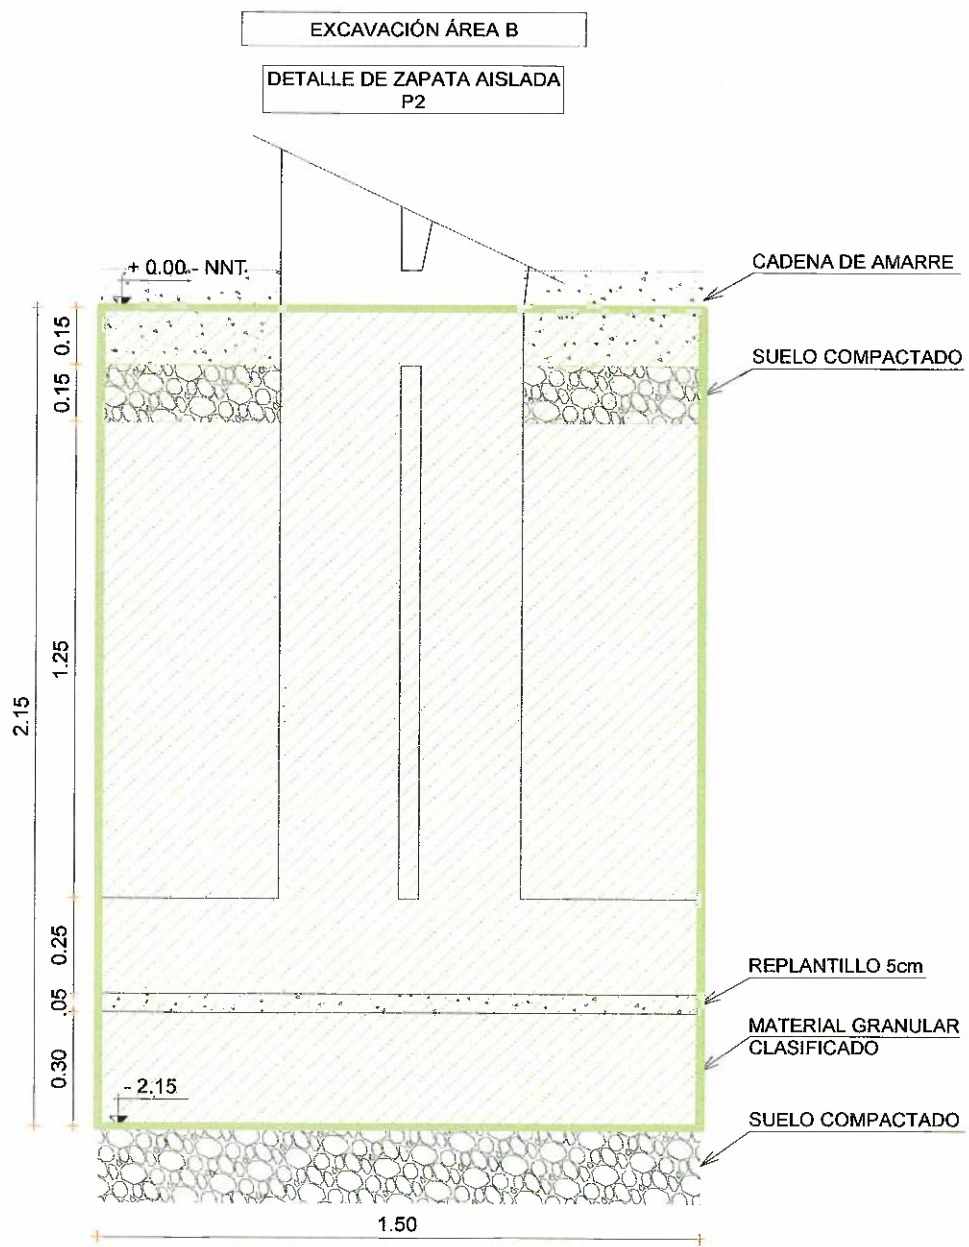 EXCAVACIÓN ÁREA B
DETALLE DE ZAPATA AISLADA
P2
+ 0.00 - NNT.
CADENA DE AMARRE
0.15
SUELO COMPACTADO
0.15
1.25
2.15
0.25
REPLANTILLO 5cm
.05
MATERIAL GRANULAR
CLASIFICADO
0.30
- 2.15
SUELO COMPACTADO
1.50